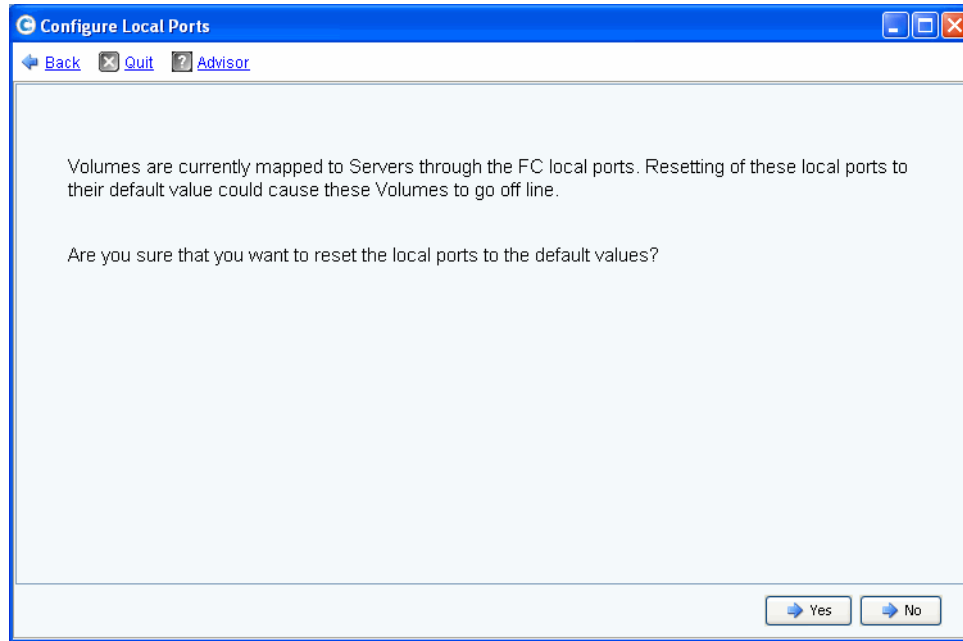 Configure Local Ports
Back Quit ? Advisor
Volumes are currently mapped to Servers through the FC local ports. Resetting of these local ports to
their default value could cause these Volumes to go off line.
Are you sure that you want to reset the local ports to the default values?
Yes No